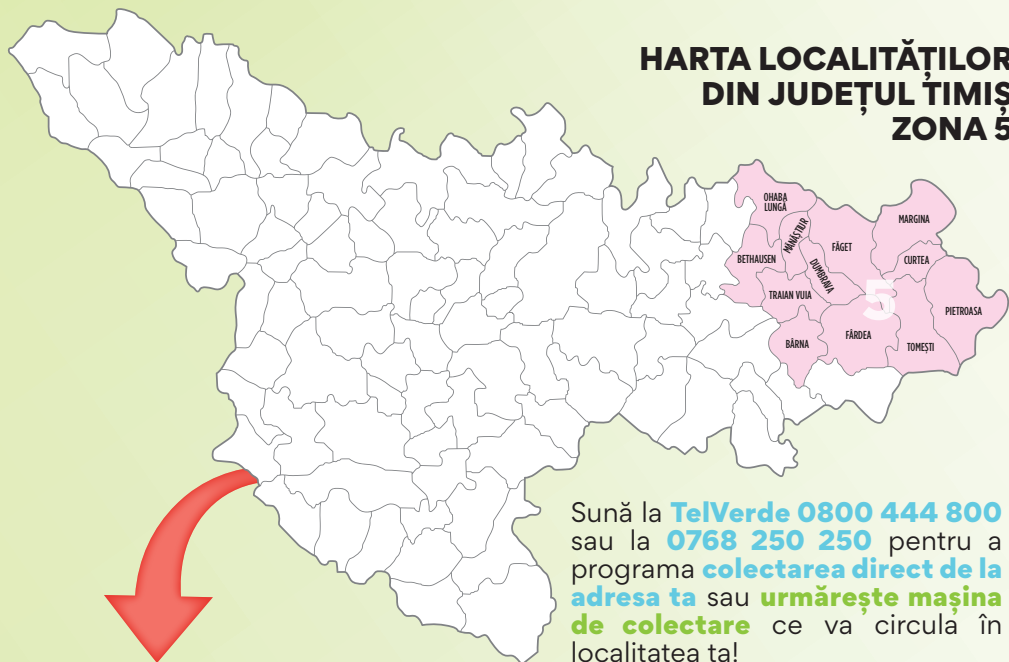 HARTA LOCALITĂȚILOR
DIN JUDEȚUL TIMIȘ
ZONA 5
OHABA
LUNGĂ
MĂNĂȘTIUR
MARGINA
FĂGET
BETHAUSEN
DUMBRAVA
CURTEA
TRAIAN VUIA
5
PIETROASA
BÂRNA
FÂRDEA
TOMEȘTI
Sună la TelVerde 0800 444 800
sau la 0768 250 250 pentru a
programa colectarea direct de la
adresa ta sau urmărește mașina
de colectare ce va circula în
localitatea ta!